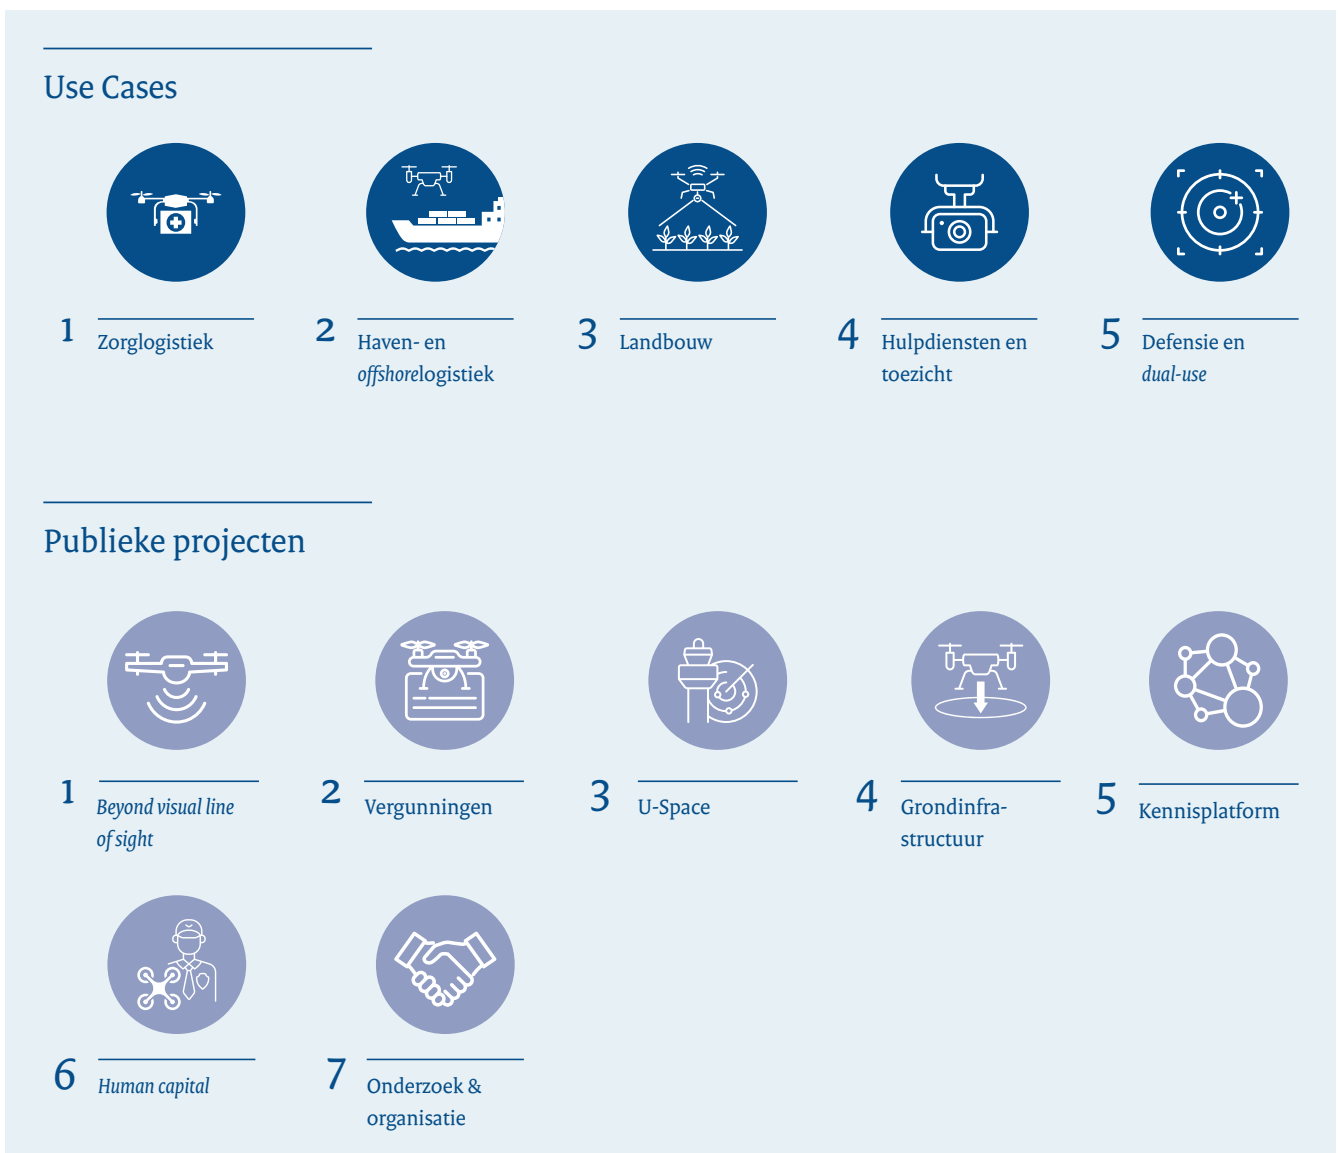 Use Cases
1 Zorglogistiek
2 Haven- en
offshorelogistiek
3 Landbouw
4 Hulpdiensten en
toezicht
5 Defensie en
dual-use
Publieke projecten
1 Beyond visual line
of sight
2 Vergunningen
3 U-Space
4 Grondinfra-
structuur
5 Kennisplatform
6 Human capital
7 Onderzoek &
organisatie